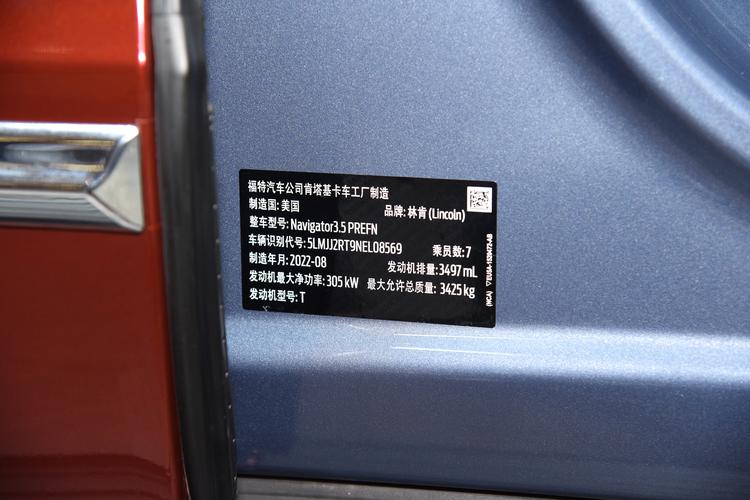 福特汽车公司肯塔基卡车工厂制造
制造国: 美国 品牌: 林肯 (Lincoln)
整车型号: Navigator3.5 PREFN
车辆识别代号: 5LMJJ2RT9NEL08569 乘员数: 7
制造年月: 2022-08 发动机排量: 3497 mL
发动机最大净功率: 305 kW 最大允许总质量: 3425 kg
发动机型号: T
(NCA)